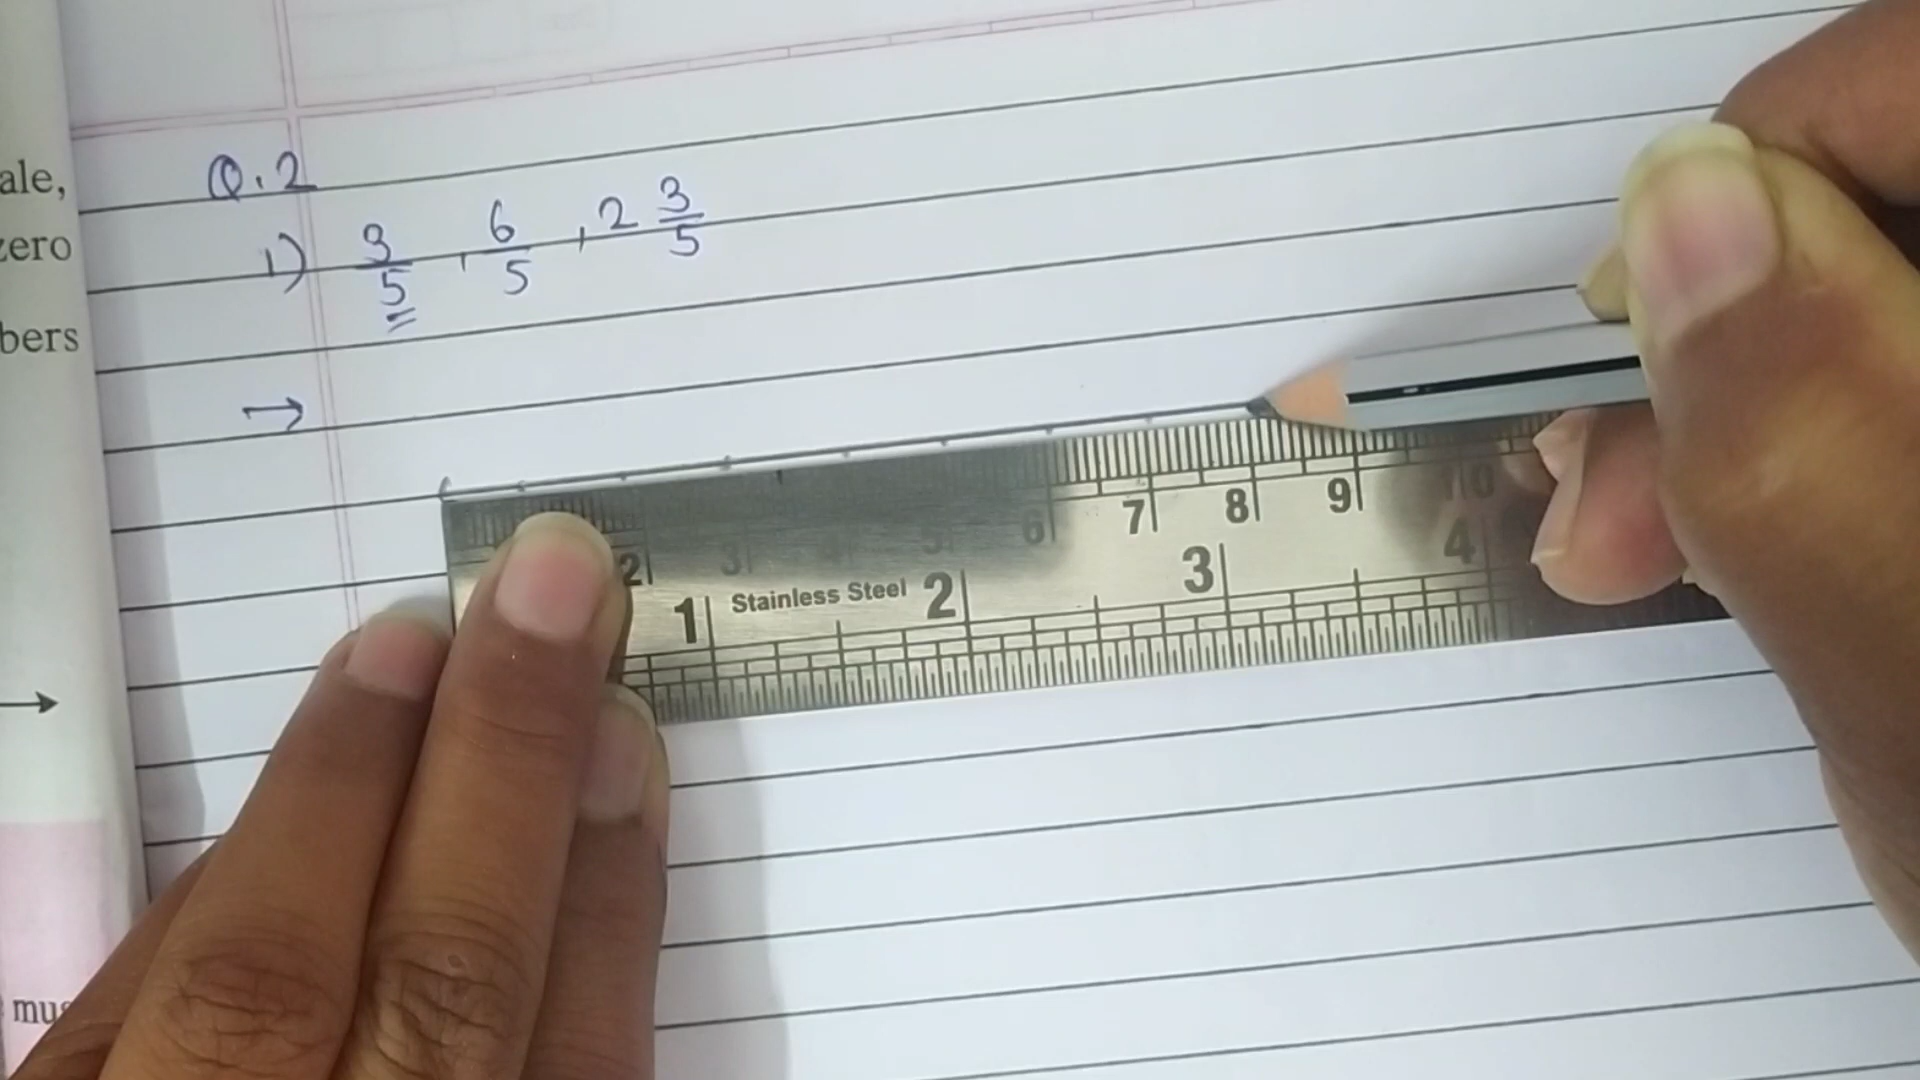 ale,
zero
bers
mus
Q.2
1) 3/5 , 6/5 , 2 3/5
→
2 3 4 5 6 7 8 9 10
1 Stainless Steel 2 3 4